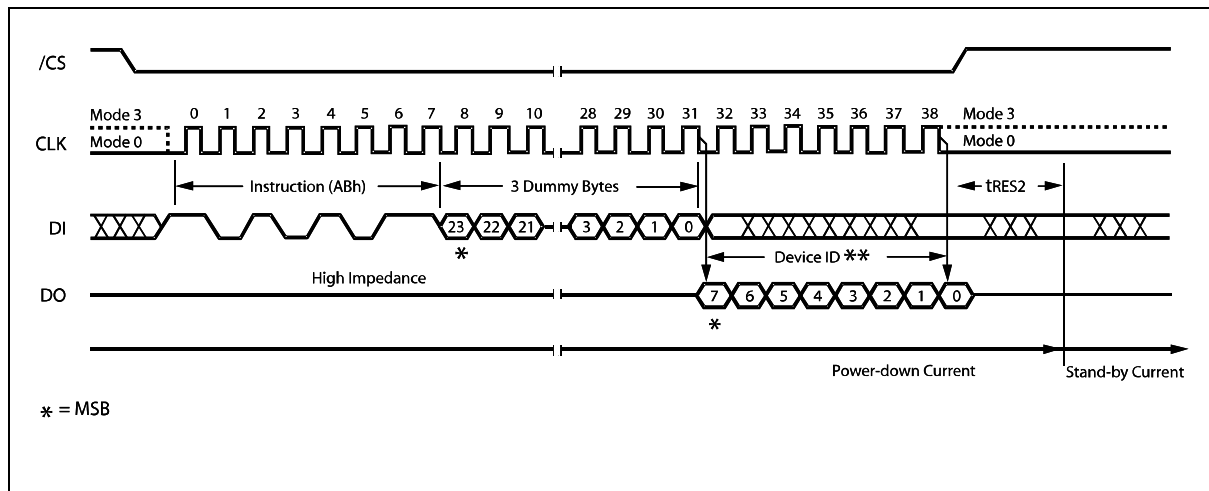 /CS
Mode 3 0 1 2 3 4 5 6 7 8 9 10 28 29 30 31 32 33 34 35 36 37 38 Mode 3
CLK Mode 0 Mode 0
Instruction (ABh) 3 Dummy Bytes tRES2
DI 23 22 21 3 2 1 0
* Device ID **
High Impedance
DO 7 6 5 4 3 2 1 0
*
Power-down Current Stand-by Current
* = MSB